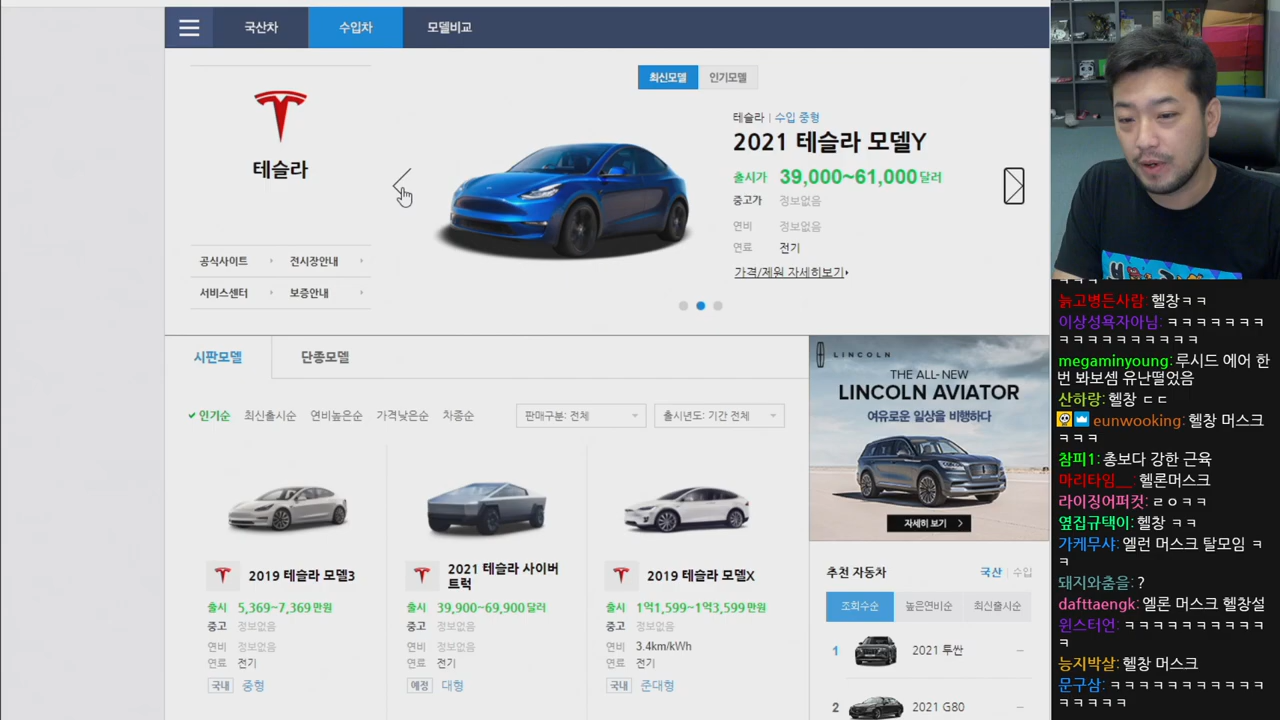 국산차
수입차
모델비교
테슬라
공식사이트
전시장안내
서비스센터
보증안내
최신모델
인기모델
테슬라 | 수입 중형
2021 테슬라 모델Y
출시가 39,000~61,000달러
중고가 정보없음
연비 정보없음
연료 전기
가격/제원 자세히보기
시판모델
단종모델
인기순
최신출시순
연비높은순
가격낮은순
차종순
판매구분: 전체
출시년도: 기간 전체
2019 테슬라 모델3
출시 5,369~7,369만원
중고 정보없음
연비 정보없음
연료 전기
국내 중형
2021 테슬라 사이버
트럭
출시 39,900~69,900달러
중고 정보없음
연비 정보없음
연료 전기
예정 대형
2019 테슬라 모델X
출시 1억1,599~1억3,599만원
중고 정보없음
연비 3.4km/kWh
연료 전기
국내 준대형
LINCOLN
THE ALL-NEW
LINCOLN AVIATOR
여유로운 일상을 비행하다
자세히 보기
추천 자동차
국산 | 수입
조회수순
높은연비순
최신출시순
1 2021 투싼 –
2 2021 G80 –
ㅋㅋㅋ
늙고병든사람: 헬창ㅋㅋ
이상성욕자아님: ㅋㅋㅋㅋㅋㅋㅋ
ㅋㅋㅋㅋㅋㅋㅋㅋㅋㅋ
megaminyoung: 루시드 에어 한
번 봐보셈 유난떨었음
산하랑: 헬창 ㄷㄷ
eunwooking: 헬창 머스크
ㅋㅋㅋ
참피1: 총보다 강한 근육
마리타임__: 헬론머스크
라이징어퍼컷: ㄹㅇㅋㅋ
옆집규택이: 헬창 ㅋㅋ
가케무샤: 엘런 머스크 탈모임 ㅋ
ㅋ
돼지와춤을: ?
dafttaengk: 엘론 머스크 헬창설
윈스터언: ㅋㅋㅋㅋㅋㅋㅋㅋㅋㅋ
ㅋ
능지박살: 헬창 머스크
문구삼: ㅋㅋㅋㅋㅋㅋㅋㅋㅋㅋㅋ
ㅋㅋㅋㅋㅋ